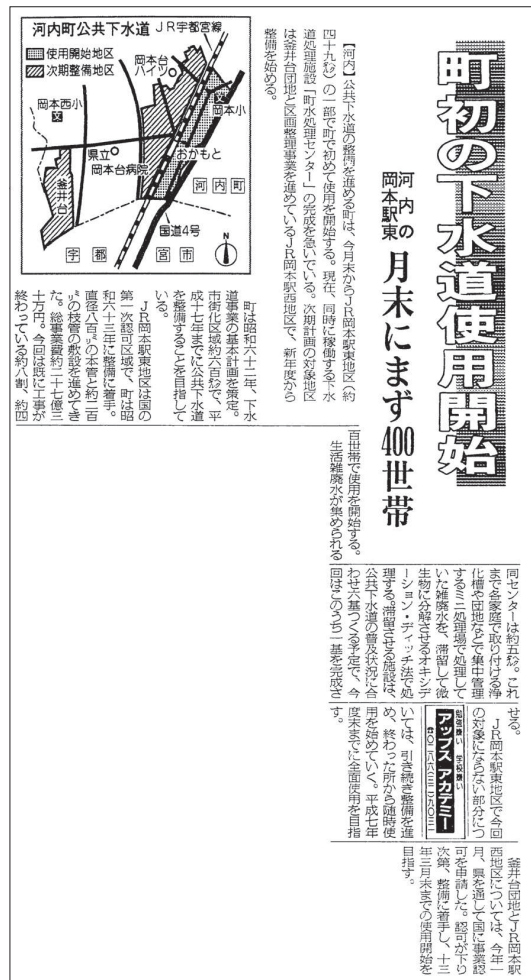 町初の下水道使用開始
河内の
岡本駅東
月末にまず400世帯
【河内】公共下水道の整備を進める町は、今月末からJR岡本駅東地区(約
四十九㌶)の一部で町で初めて使用を開始する。現在、同時に稼働する下水
道処理施設「町水処理センター」の完成を急いでいる。次期計画の対象地区
は釜井台団地と区画整理事業を進めているJR岡本駅西地区で、新年度から
整備を始める。
河内町公共下水道
JR宇都宮線
使用開始地区
次期整備地区
岡本台
ハイツ
岡本西小
文
文
岡本小
県立
岡本台病院
おかもと
釜井台
河内町
国道4号
宇都宮市
N
町は昭和六十二年、下水
道事業の基本計画を策定。
市街化区域約六百㌶で、平
成十七年までに公共下水道
を整備することを目指して
いる。
JR岡本駅東地区は国の
第一次認可区域で、町は昭
和六十三年に整備に着手。
直径八百㍉の本管と約二百
㍉の枝管の敷設を進めてき
た。総事業費約二十七億三
十万円。今回は既に工事が
終わっている約八割、約四
百世帯で使用を開始する。
生活雑廃水が集められる
同センターは約五㌶。これ
まで各家庭で取り付ける浄
化槽や団地などで集中管理
するミニ処理場で処理して
いた雑廃水を、滞留して微
生物に分解させるオキシデ
ーション・ディッチ法で処
理する。滞留させる施設は、
公共下水道の普及状況に合
わせ六基つくる予定で、今
回はこのうち一基を完成さ
せる。
JR岡本駅東地区で今回
の対象にならない部分につ
いては、引き続き整備を進
め、終わった所から随時使
用を始めていく。平成七年
度末までに全面使用を目指
す。
勉強嫌い 学校嫌い
アップス アカデミー
釜井台団地とJR岡本駅
西地区については、今年一
月、県を通して国に事業認
可を申請した。認可が下り
次第、整備に着手し、十三
年三月末までの使用開始を
目指す。